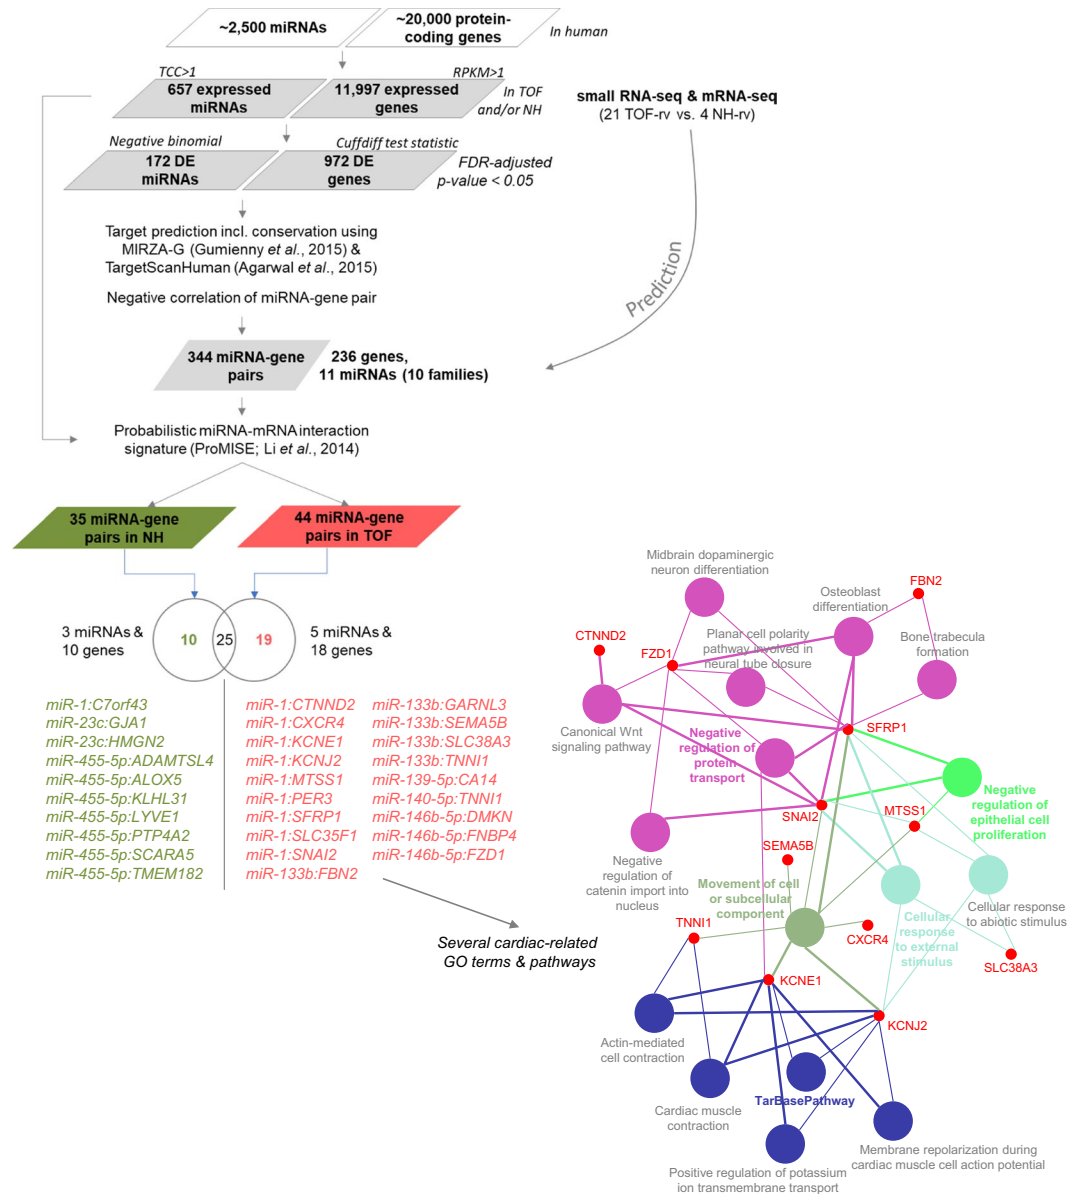 ~2,500 miRNAs
~20,000 protein-
coding genes
In human
TCC>1
RPKM>1
657 expressed
miRNAs
11,997 expressed
genes
In TOF
and/or NH
small RNA-seq & mRNA-seq
(21 TOF-rv vs. 4 NH-rv)
Negative binomial
Cuffdiff test statistic
172 DE
miRNAs
972 DE
genes
FDR-adjusted
p-value < 0.05
Target prediction incl. conservation using
MIRZA-G (Gumienny et al., 2015) &
TargetScanHuman (Agarwal et al., 2015)
Negative correlation of miRNA-gene pair
Prediction
344 miRNA-gene
pairs
236 genes,
11 miRNAs (10 families)
Probabilistic miRNA-mRNA interaction
signature (ProMISE; Li et al., 2014)
35 miRNA-gene
pairs in NH
44 miRNA-gene
pairs in TOF
3 miRNAs &
10 genes
10
25
19
5 miRNAs &
18 genes
miR-1:C7orf43
miR-23c:GJA1
miR-23c:HMGN2
miR-455-5p:ADAMTSL4
miR-455-5p:ALOX5
miR-455-5p:KLHL31
miR-455-5p:LYVE1
miR-455-5p:PTP4A2
miR-455-5p:SCARA5
miR-455-5p:TMEM182
miR-1:CTNND2
miR-1:CXCR4
miR-1:KCNE1
miR-1:KCNJ2
miR-1:MTSS1
miR-1:PER3
miR-1:SFRP1
miR-1:SLC35F1
miR-1:SNAI2
miR-133b:FBN2
miR-133b:GARNL3
miR-133b:SEMA5B
miR-133b:SLC38A3
miR-133b:TNNI1
miR-139-5p:CA14
miR-140-5p:TNNI1
miR-146b-5p:DMKN
miR-146b-5p:FNBP4
miR-146b-5p:FZD1
Several cardiac-related
GO terms & pathways
Midbrain dopaminergic
neuron differentiation
Osteoblast
differentiation
FBN2
CTNND2
FZD1
Planar cell polarity
pathway involved in
neural tube closure
Bone trabecula
formation
Canonical Wnt
signaling pathway
Negative
regulation of
protein
transport
SFRP1
Negative
regulation of
epithelial cell
proliferation
SNAI2
MTSS1
Negative
regulation of
catenin import into
nucleus
SEMA5B
Movement of cell
or subcellular
component
Cellular
response
to external
stimulus
Cellular response
to abiotic stimulus
TNNI1
CXCR4
SLC38A3
KCNE1
KCNJ2
Actin-mediated
cell contraction
Cardiac muscle
contraction
TarBasePathway
Membrane repolarization during
cardiac muscle cell action potential
Positive regulation of potassium
ion transmembrane transport